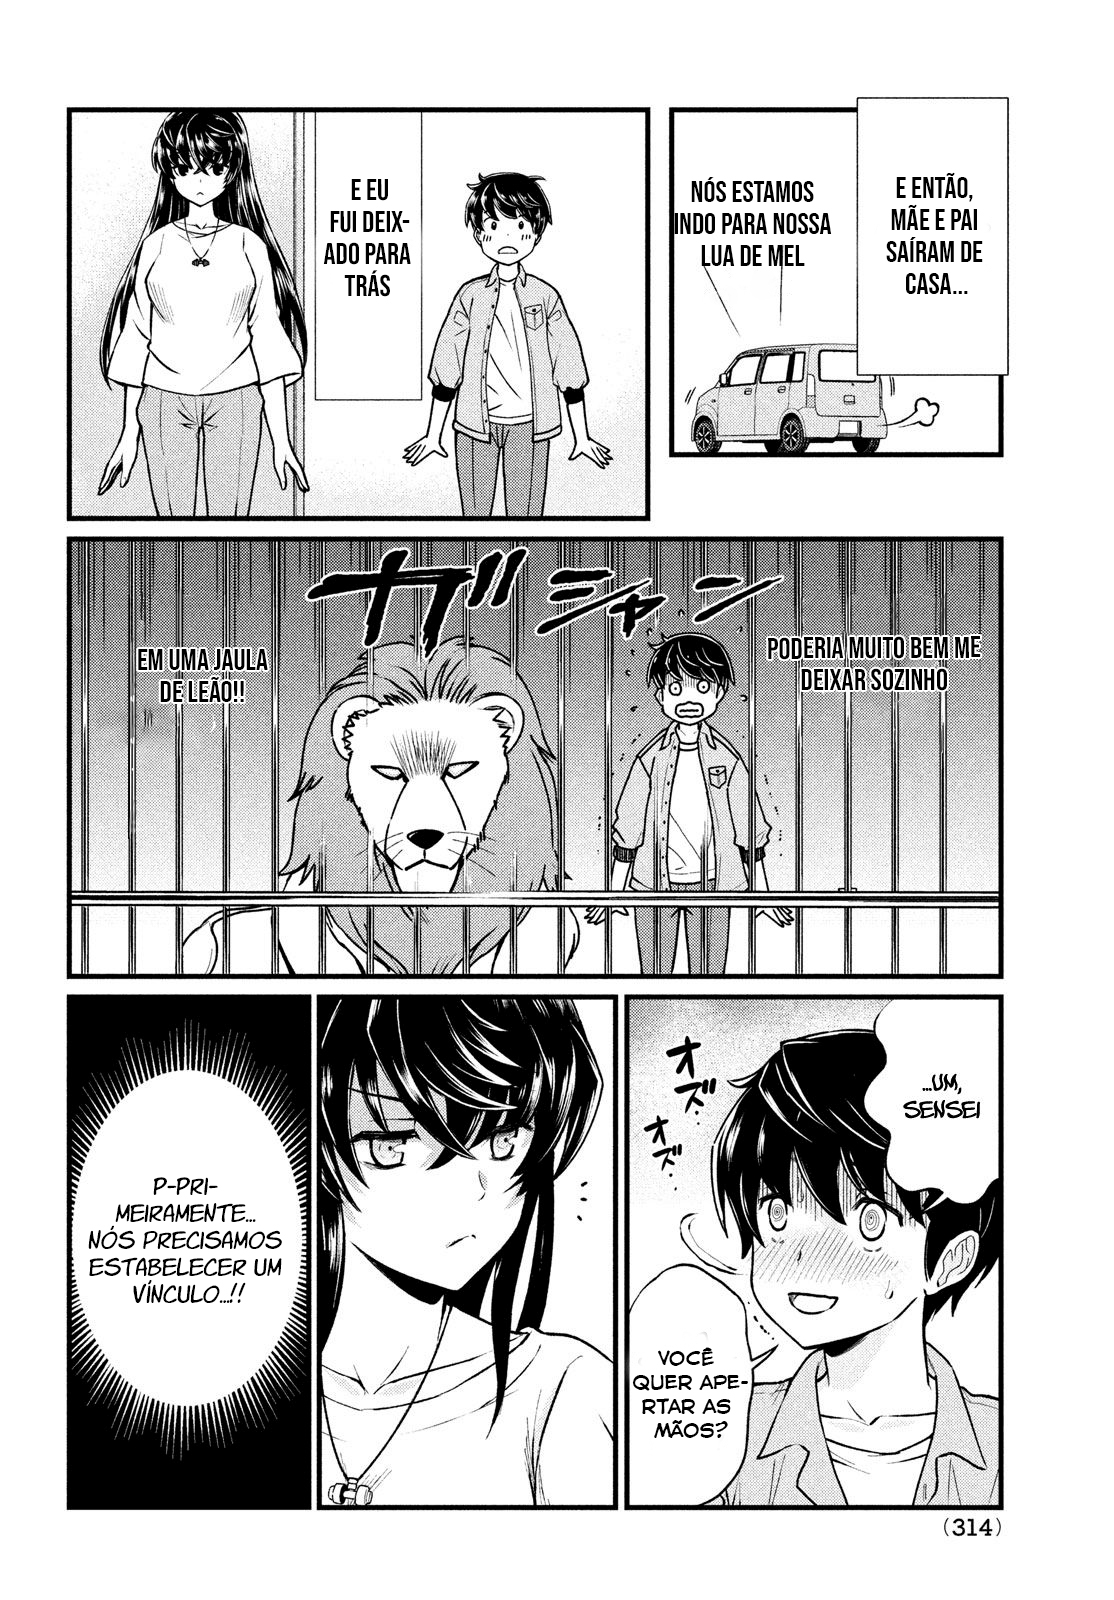 E ENTÃO,
MÃE E PAI
SAÍRAM DE
CASA...
NÓS ESTAMOS
INDO PARA NOSSA
LUA DE MEL
E EU
FUI DEIX-
ADO PARA
TRÁS
ガシャン
PODERIA MUITO BEM ME
DEIXAR SOZINHO
EM UMA JAULA
DE LEÃO!!
...UM,
SENSEI
オズ
オズ
VOCÊ
QUER APE-
RTAR AS
MÃOS?
P-PRI-
MEIRAMENTE...
NÓS PRECISAMOS
ESTABELECER UM
VÍNCULO...!!
(314)